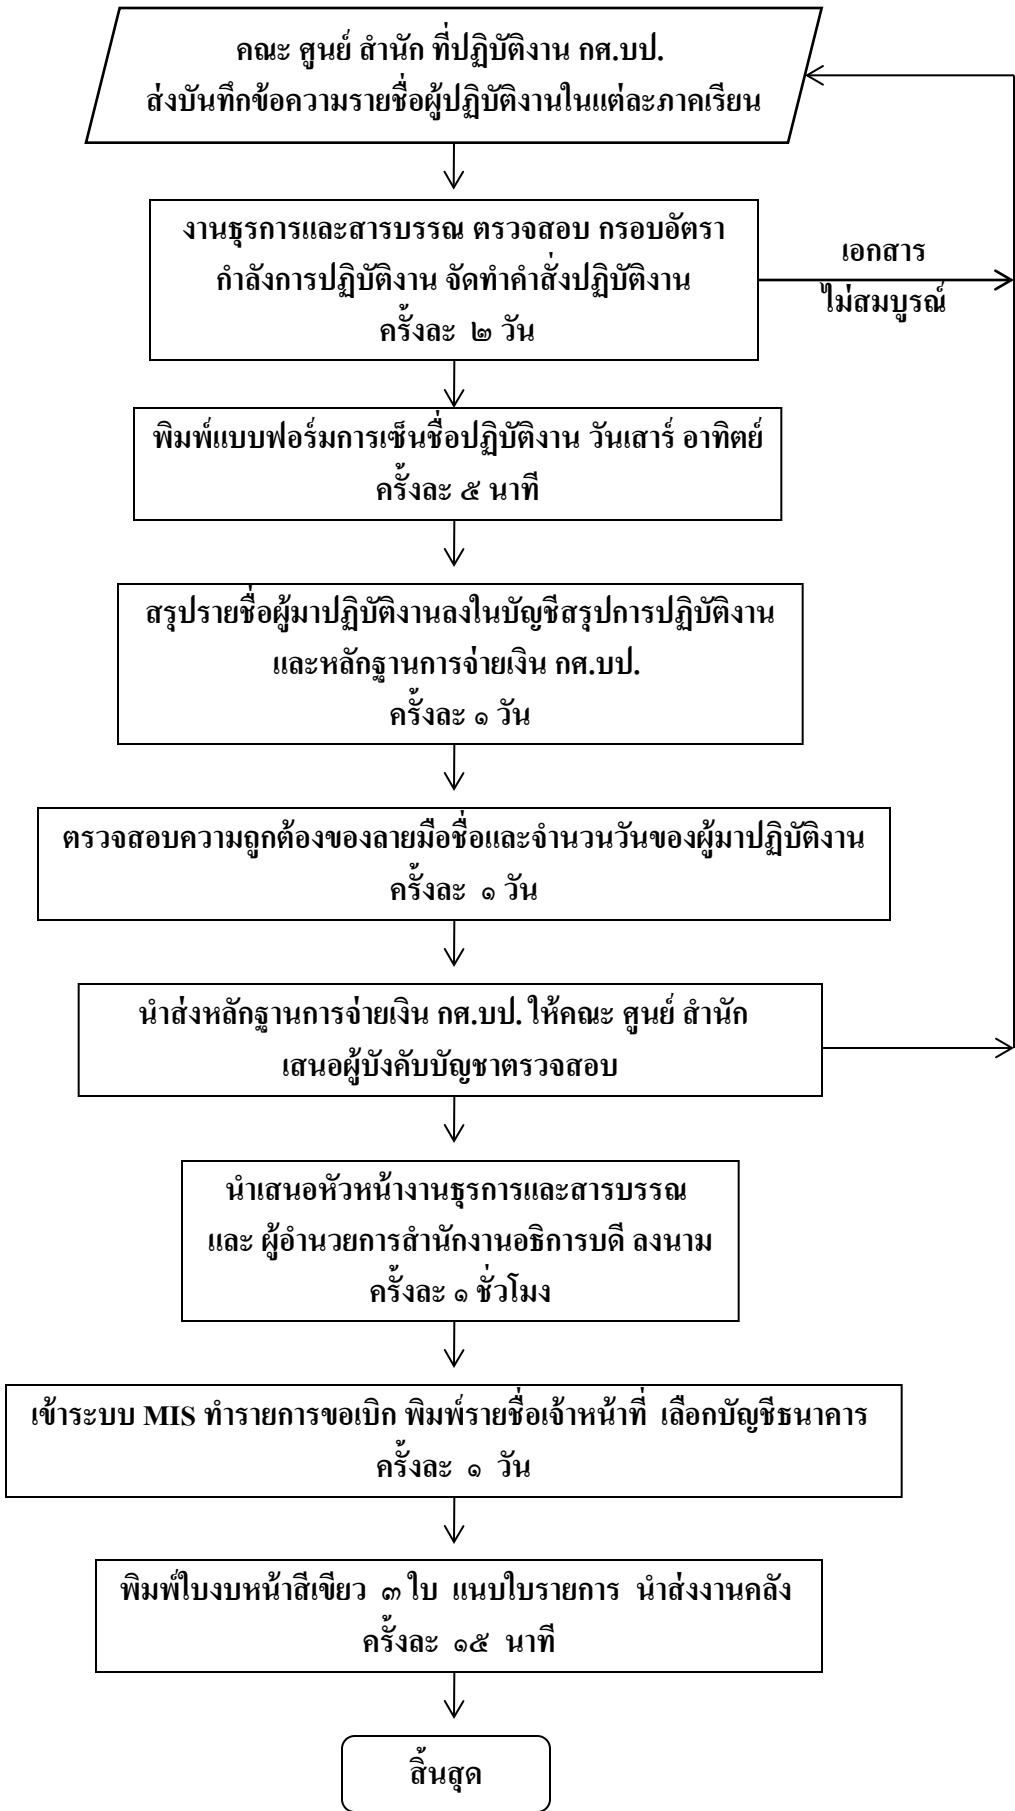 คณะ ศูนย์ สำนัก ที่ปฏิบัติงาน กศ.บป.
ส่งบันทึกข้อความรายชื่อผู้ปฏิบัติงานในแต่ละภาคเรียน
งานธุรการและสารบรรณ ตรวจสอบ กรอบอัตรา
กำลังการปฏิบัติงาน จัดทำคำสั่งปฏิบัติงาน
ครั้งละ ๒ วัน
เอกสาร
ไม่สมบูรณ์
พิมพ์แบบฟอร์มการเซ็นชื่อปฏิบัติงาน วันเสาร์ อาทิตย์
ครั้งละ ๕ นาที
สรุปรายชื่อผู้มาปฏิบัติงานลงในบัญชีสรุปการปฏิบัติงาน
และหลักฐานการจ่ายเงิน กศ.บป.
ครั้งละ ๑ วัน
ตรวจสอบความถูกต้องของลายมือชื่อและจำนวนวันของผู้มาปฏิบัติงาน
ครั้งละ ๑ วัน
นำส่งหลักฐานการจ่ายเงิน กศ.บป. ให้คณะ ศูนย์ สำนัก
เสนอผู้บังคับบัญชาตรวจสอบ
นำเสนอหัวหน้างานธุรการและสารบรรณ
และ ผู้อำนวยการสำนักงานอธิการบดี ลงนาม
ครั้งละ ๑ ชั่วโมง
เข้าระบบ MIS ทำรายการขอเบิก พิมพ์รายชื่อเจ้าหน้าที่ เลือกบัญชีธนาคาร
ครั้งละ ๑ วัน
พิมพ์ใบงบหน้าสีเขียว ๓ ใบ แนบใบรายการ นำส่งงานคลัง
ครั้งละ ๑๕ นาที
สิ้นสุด